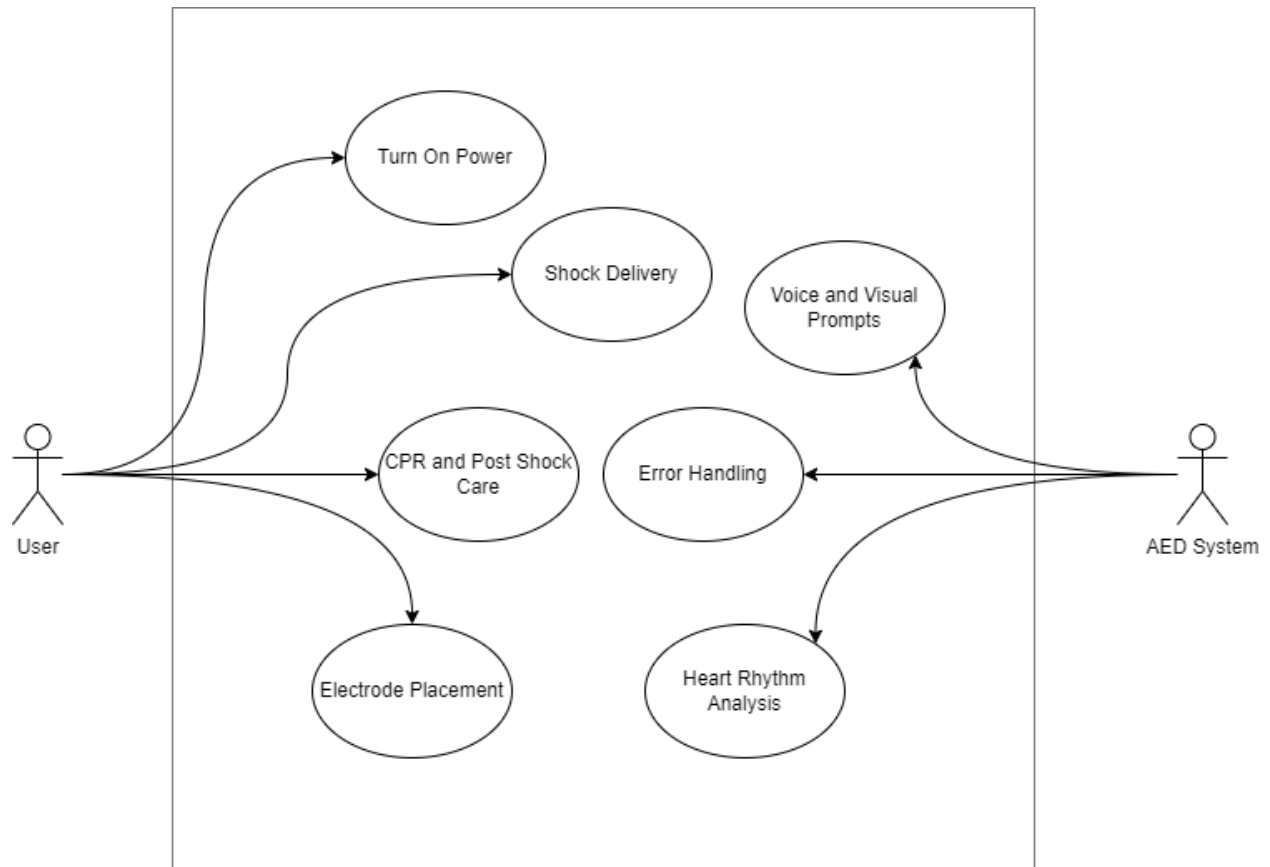 Turn On Power
Shock Delivery
Voice and Visual
Prompts
CPR and Post Shock
Care
Error Handling
User
AED System
Electrode Placement
Heart Rhythm
Analysis